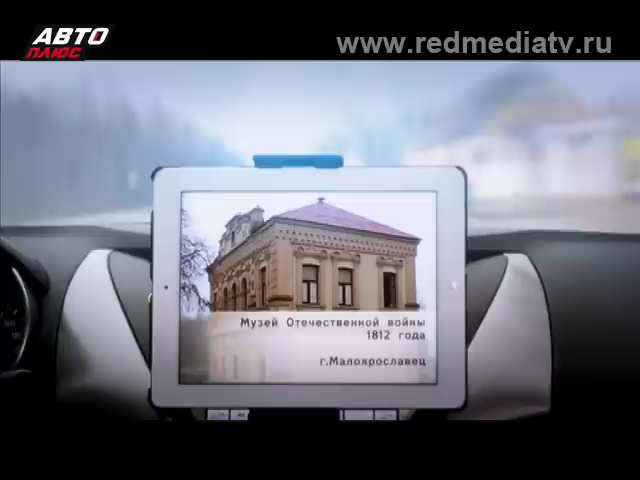 АВТО
ПЛЮС
www.redmediatv.ru
Музей Отечественной войны
1812 года
г.Малоярославец